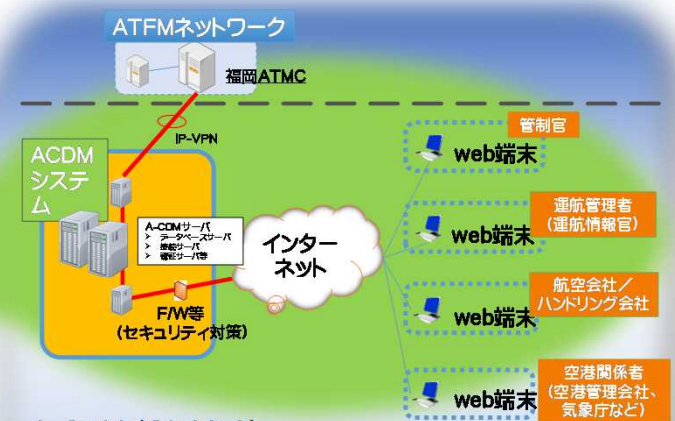 ATFMネットワーク
福岡ATMC
IP-VPN
ACDM
システ
ム
A-CDMサーバ
データベースサーバ
接続サーバ
認証サーバ等
F/W等
(セキュリティ対策)
インター
ネット
管制官
web端末
運航管理者
(運航情報官)
web端末
航空会社/
ハンドリング会社
web端末
空港関係者
(空港管理会社、
気象庁など)
web端末